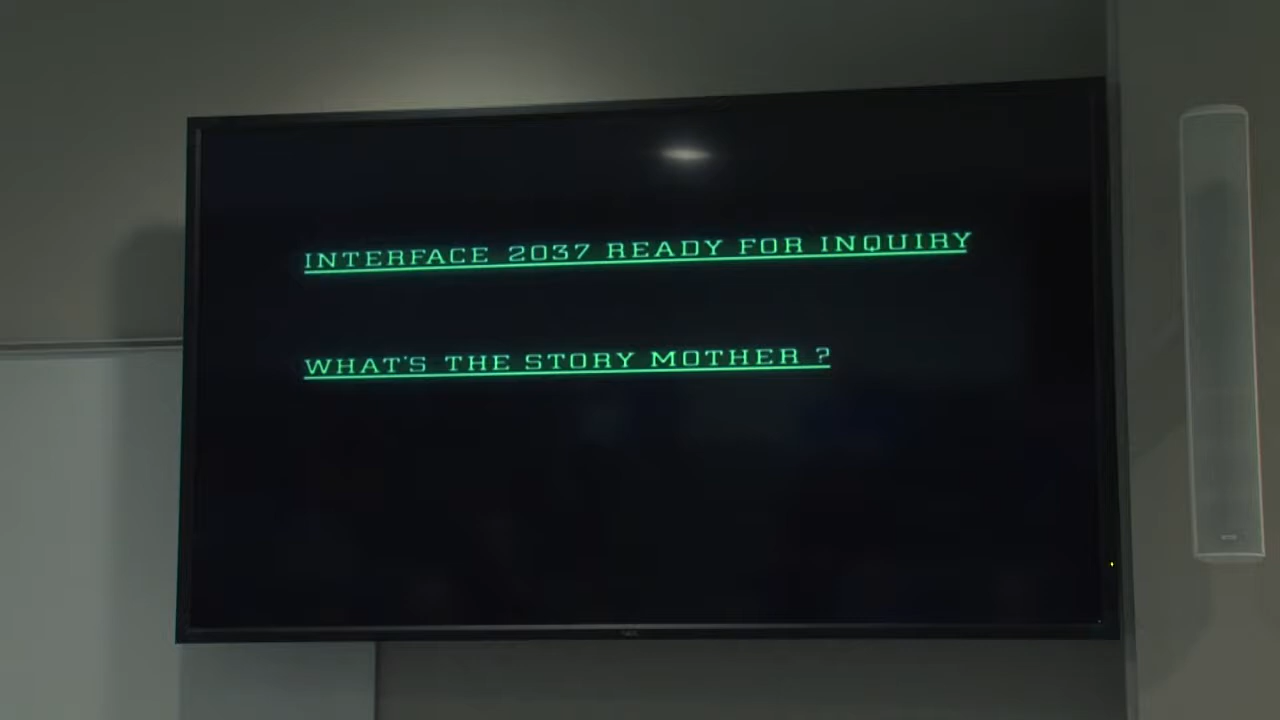 INTERFACE 2037 READY FOR INQUIRY
WHAT'S THE STORY MOTHER ?